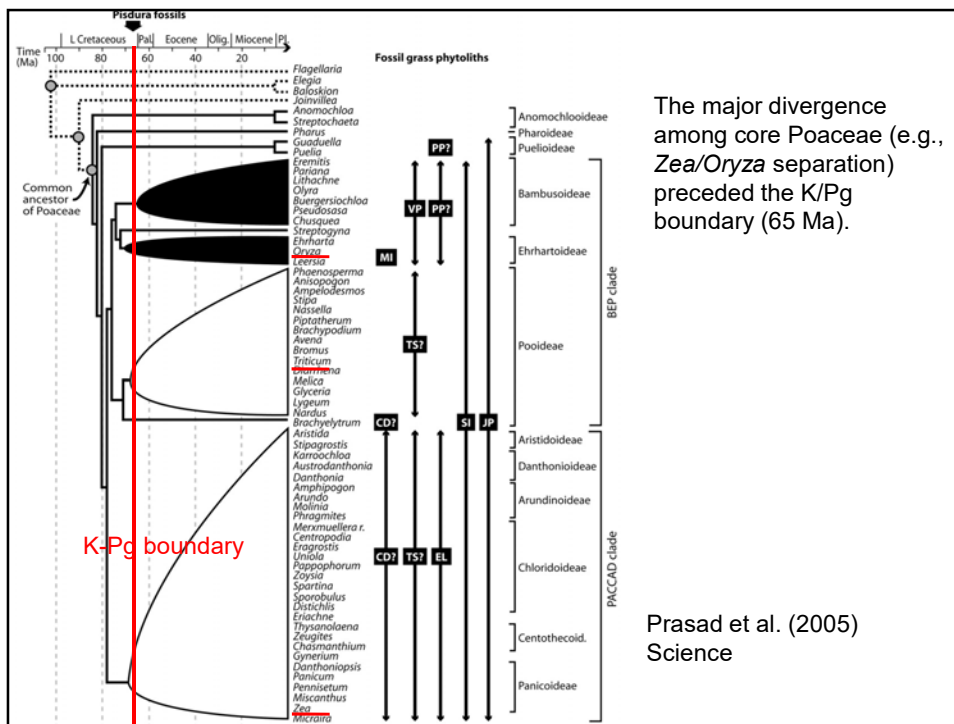 Pisdura fossils
L Cretaceous Pal. Eocene Olig. Miocene Pl.
Time
(Ma)
100 80 60 40 20
Fossil grass phytoliths
Flagellaria
Elegia
Baloskion
Joinvillea
Anomochloa
Streptochaeta
Anomochlooideae
Pharus
Pharoideae
Guaduella
Puelia
PP?
Puelioideae
Common
ancestor
of Poaceae
Eremitis
Pariana
Lithachne
Olyra
Buergersiochloa
Pseudosasa
Chusquea
VP PP?
Bambusoideae
Streptogyna
Ehrharta
Oryza
Leersia
MI
Ehrhartoideae
Phaenosperma
Anisopogon
Ampelodesmos
Stipa
Nassella
Piptatherum
Brachypodium
Avena
Bromus
Triticum
Diarrhena
Melica
Glyceria
Lygeum
Nardus
Brachyelytrum
TS?
CD? SI JP
Pooideae
BEP clade
Aristida
Stipagrostis
Aristidoideae
Karroochloa
Austrodanthonia
Danthonia
Danthonioideae
Amphipogon
Arundo
Molinia
Phragmites
Arundinoideae
Merxmuellera r.
Centropodia
Eragrostis
Uniola
Pappophorum
Zoysia
Spartina
Sporobulus
Distichlis
Eriachne
CD? TS? EL
Chloridoideae
Thysanolaena
Zeugites
Chasmanthium
Centothecoid.
Gynerium
Danthoniopsis
Panicum
Pennisetum
Miscanthus
Zea
Micraira
Panicoideae
PACCAD clade
K-Pg boundary
The major divergence
among core Poaceae (e.g.,
Zea/Oryza separation)
preceded the K/Pg
boundary (65 Ma).
Prasad et al. (2005)
Science